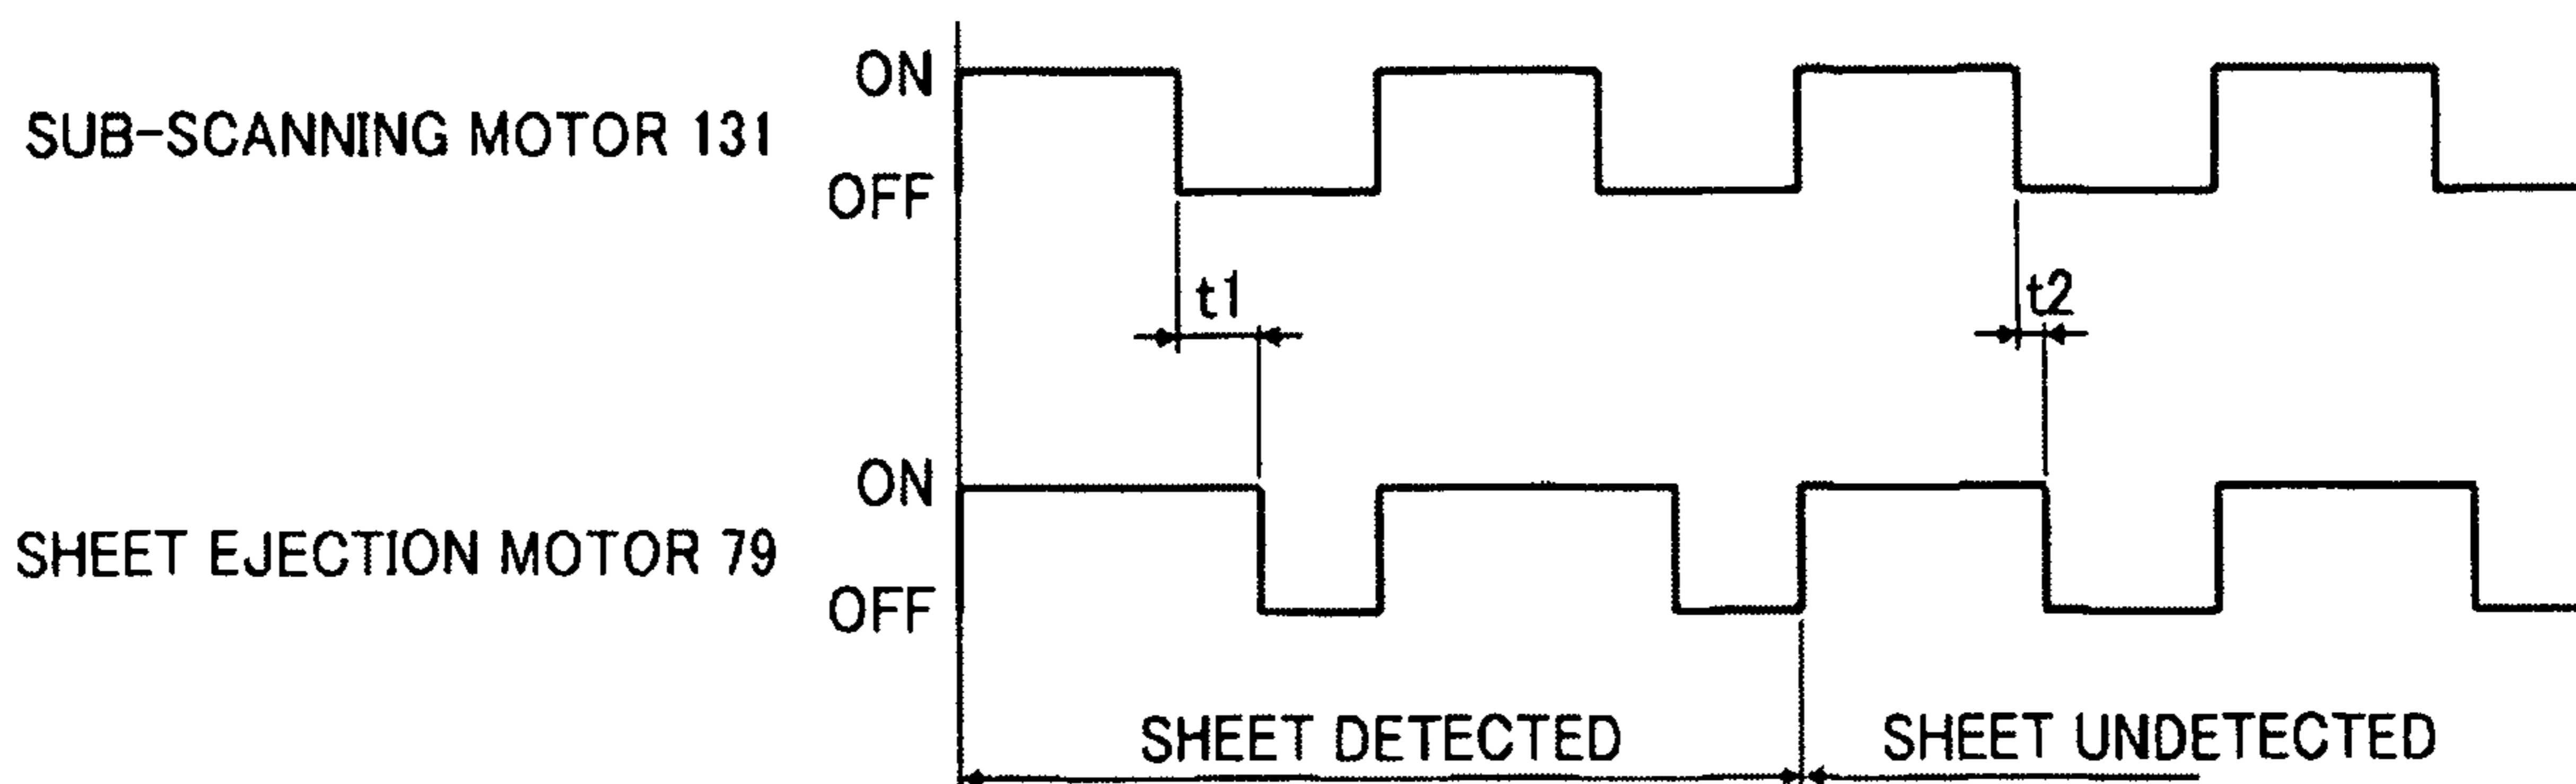 ON
SUB-SCANNING MOTOR 131
OFF
t1
t2
ON
SHEET EJECTION MOTOR 79
OFF
SHEET DETECTED
SHEET UNDETECTED